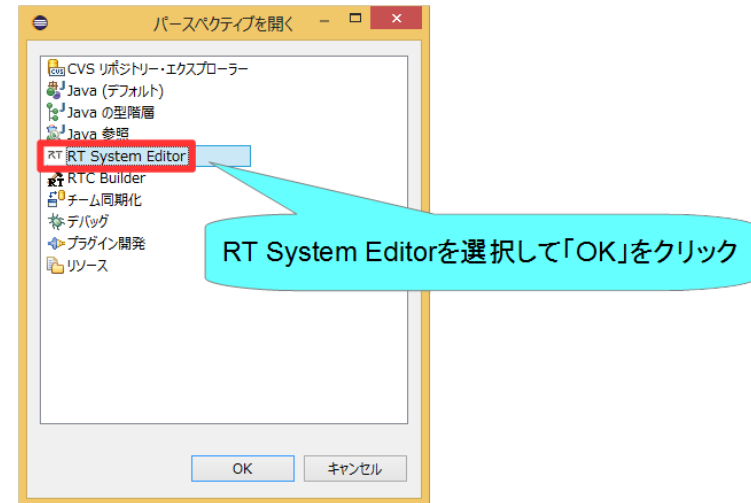 パースペクティブを開く
CVS リポジトリー・エクスプローラー
Java (デフォルト)
Java の型階層
Java 参照
RT RT System Editor
RTC Builder
チーム同期化
デバッグ
プラグイン開発
リソース
RT System Editorを選択して「OK」をクリック
OK
キャンセル